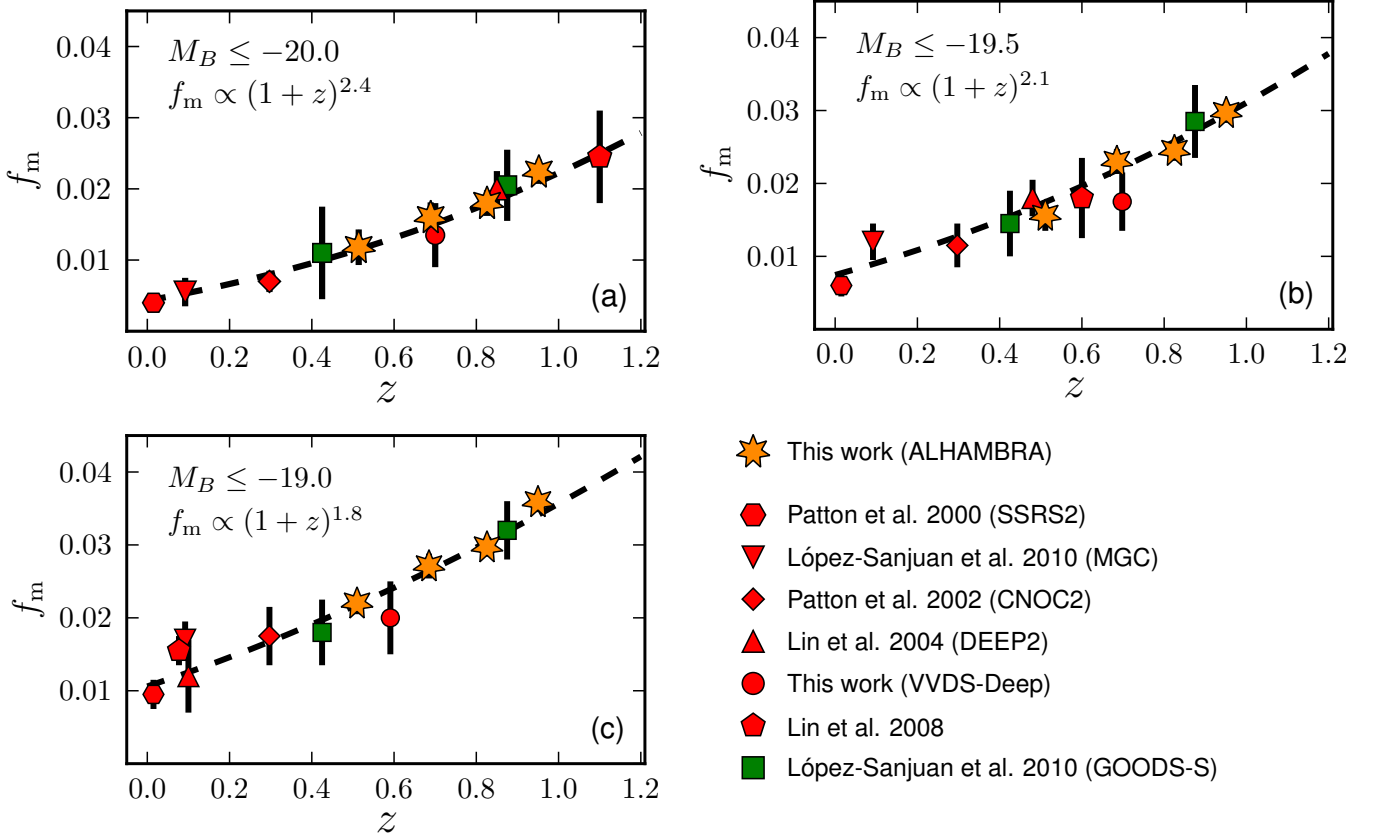 M_B ≤ −20.0
f_m ∝ (1 + z)^2.4
0.04
0.03
0.02
0.01
f_m
(a)
0.0 0.2 0.4 0.6 0.8 1.0 1.2
z
M_B ≤ −19.5
f_m ∝ (1 + z)^2.1
0.04
0.03
0.02
0.01
f_m
(b)
0.0 0.2 0.4 0.6 0.8 1.0 1.2
z
M_B ≤ −19.0
f_m ∝ (1 + z)^1.8
0.04
0.03
0.02
0.01
f_m
(c)
0.0 0.2 0.4 0.6 0.8 1.0 1.2
z
This work (ALHAMBRA)
Patton et al. 2000 (SSRS2)
López-Sanjuan et al. 2010 (MGC)
Patton et al. 2002 (CNOC2)
Lin et al. 2004 (DEEP2)
This work (VVDS-Deep)
Lin et al. 2008
López-Sanjuan et al. 2010 (GOODS-S)